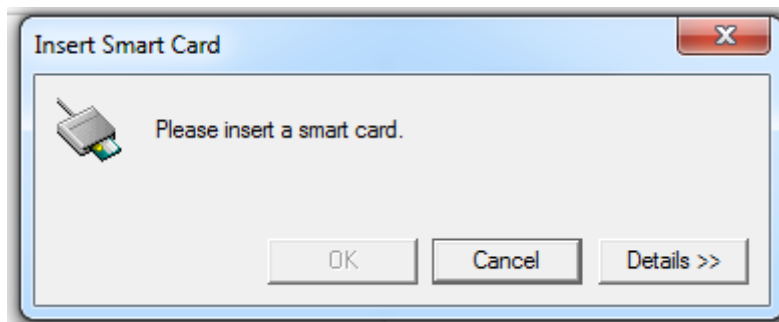 Insert Smart Card
Please insert a smart card.
OK
Cancel
Details >>